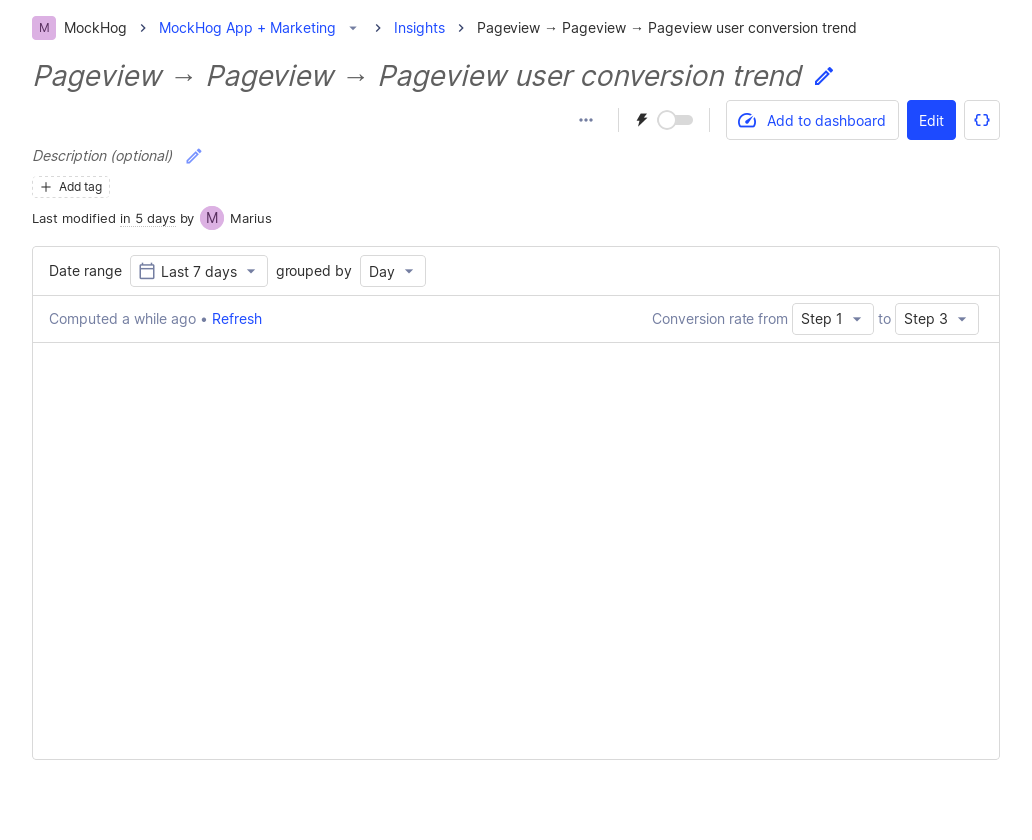 M MockHog MockHog App + Marketing Insights Pageview → Pageview → Pageview user conversion trend
Pageview → Pageview → Pageview user conversion trend
Add to dashboard Edit {}
Description (optional)
Add tag
Last modified in 5 days by M Marius
Date range Last 7 days grouped by Day
Computed a while ago • Refresh Conversion rate from Step 1 to Step 3